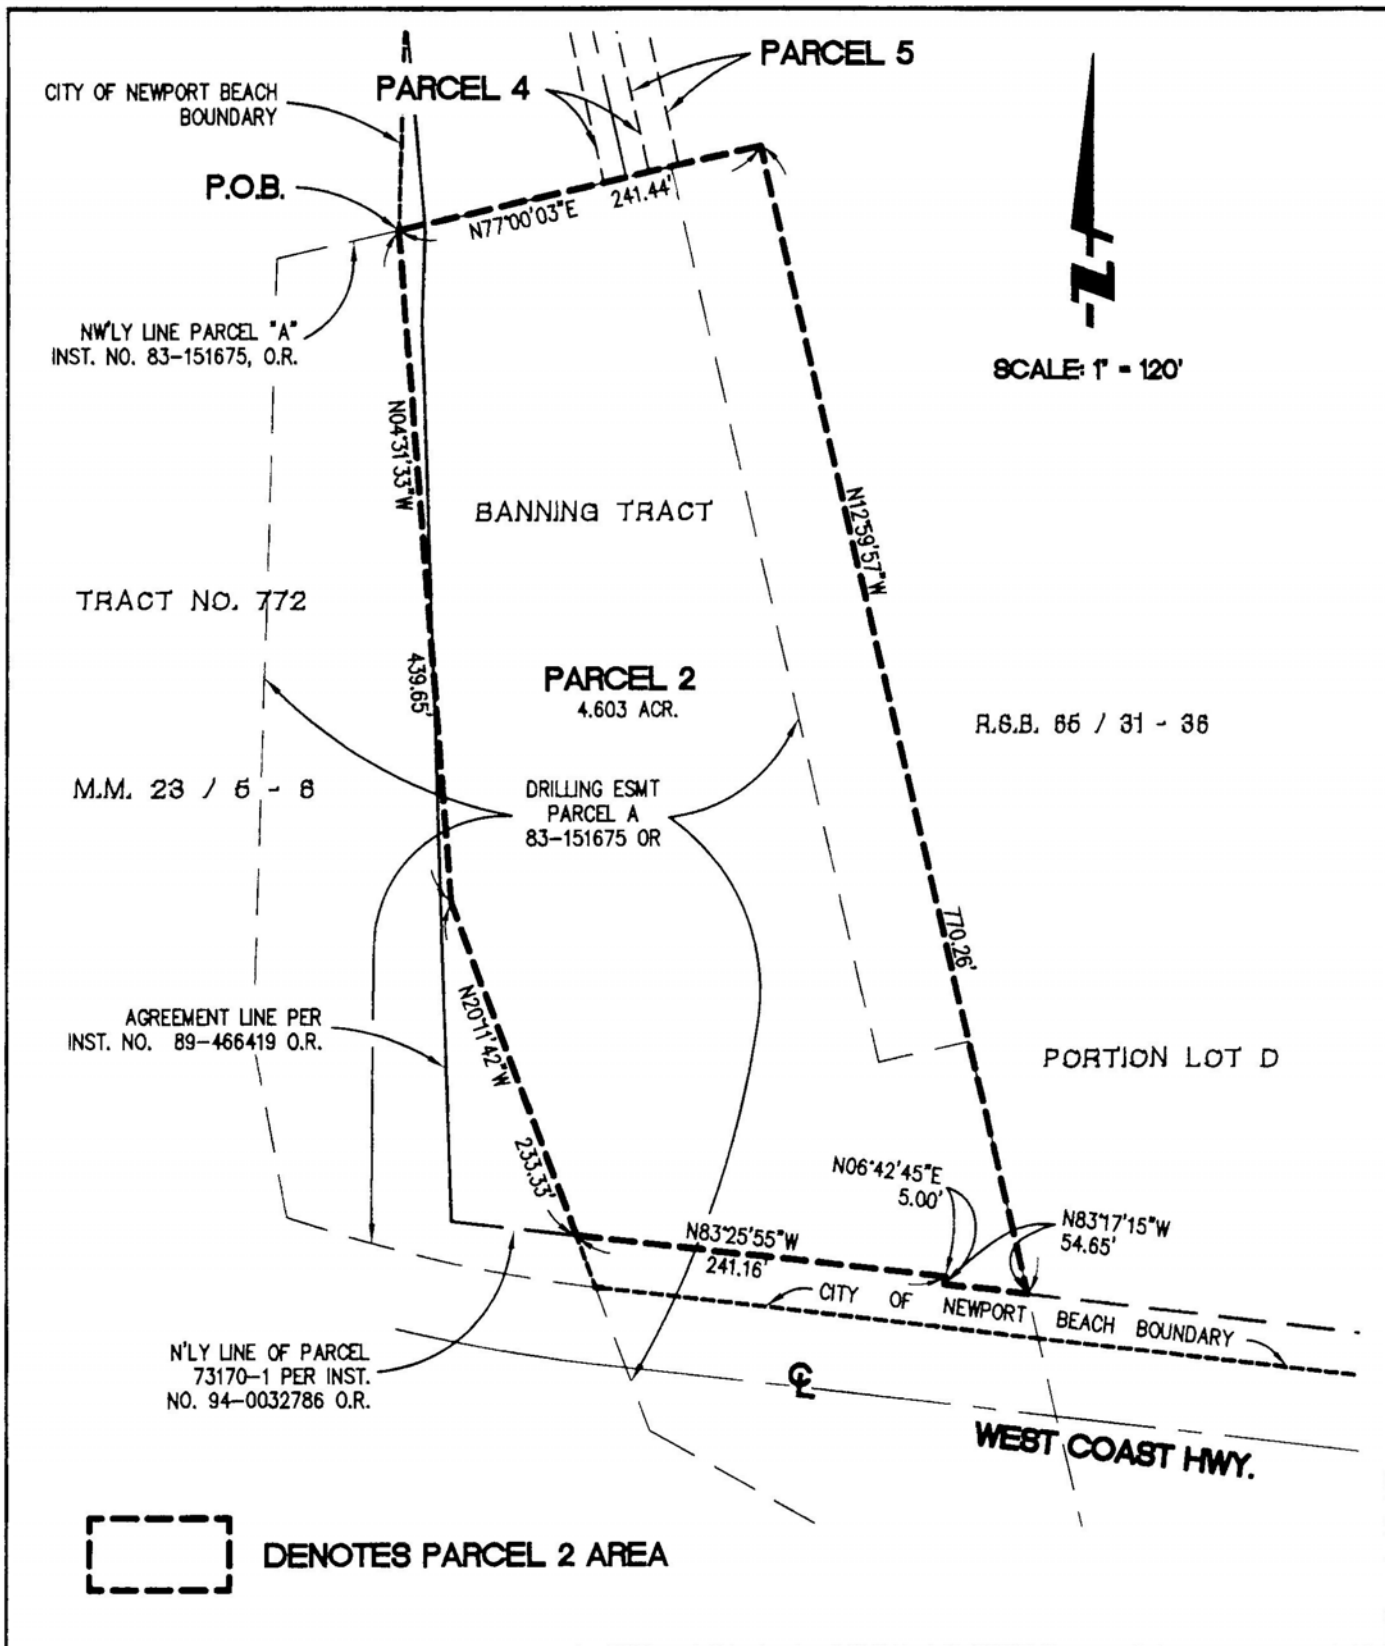 PARCEL 5
CITY OF NEWPORT BEACH
BOUNDARY
PARCEL 4
P.O.B.
N77°00'03"E
241.44'
NW'LY LINE PARCEL "A"
INST. NO. 83-151675, O.R.
SCALE: 1" = 120'
N04°31'33"W
439.65'
BANNING TRACT
N12°59'57"W
770.26'
TRACT NO. 772
PARCEL 2
4.603 ACR.
R.S.B. 85 / 31 - 36
M.M. 23 / 5 - 6
DRILLING ESMT
PARCEL A
83-151675 OR
AGREEMENT LINE PER
INST. NO. 89-466419 O.R.
N20°11'42"W
233.33'
PORTION LOT D
N06°42'45"E
5.00'
N83°17'15"W
54.65'
N83°25'55"W
241.16'
CITY OF NEWPORT BEACH BOUNDARY
N'LY LINE OF PARCEL
73170-1 PER INST.
NO. 94-0032786 O.R.
CL
WEST COAST HWY.
DENOTES PARCEL 2 AREA